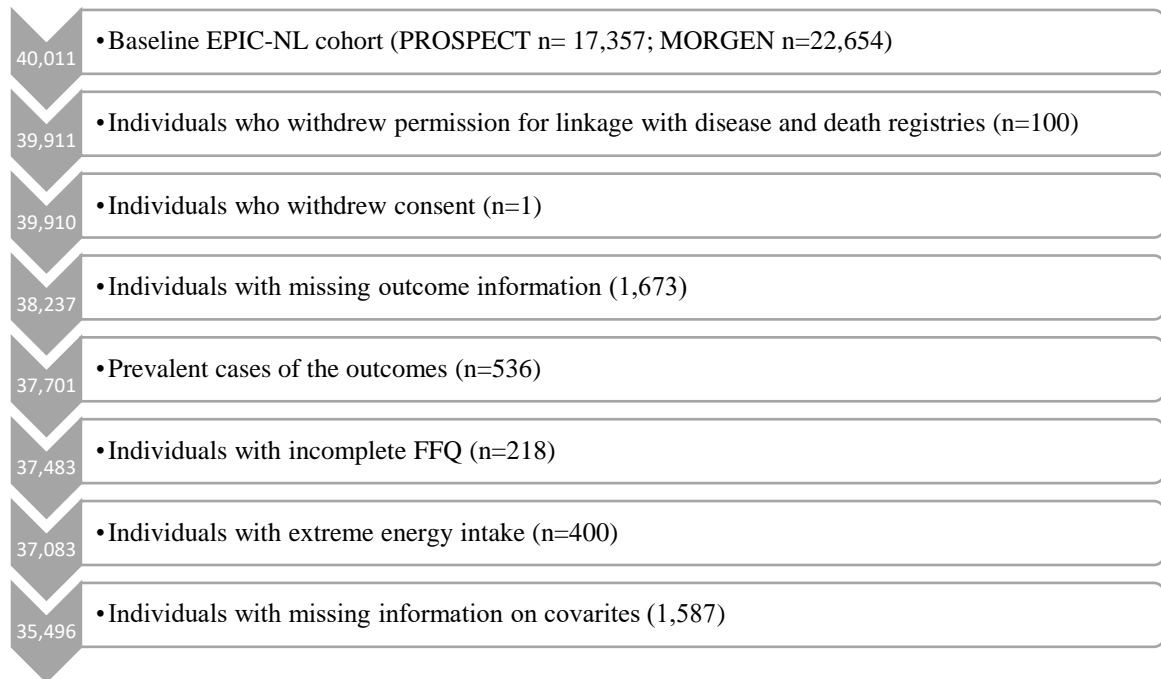 40,011
•Baseline EPIC-NL cohort (PROSPECT n= 17,357; MORGEN n=22,654)
39,911
•Individuals who withdrew permission for linkage with disease and death registries (n=100)
39,910
•Individuals who withdrew consent (n=1)
38,237
•Individuals with missing outcome information (1,673)
37,701
•Prevalent cases of the outcomes (n=536)
37,483
•Individuals with incomplete FFQ (n=218)
37,083
•Individuals with extreme energy intake (n=400)
35,496
•Individuals with missing information on covarites (1,587)